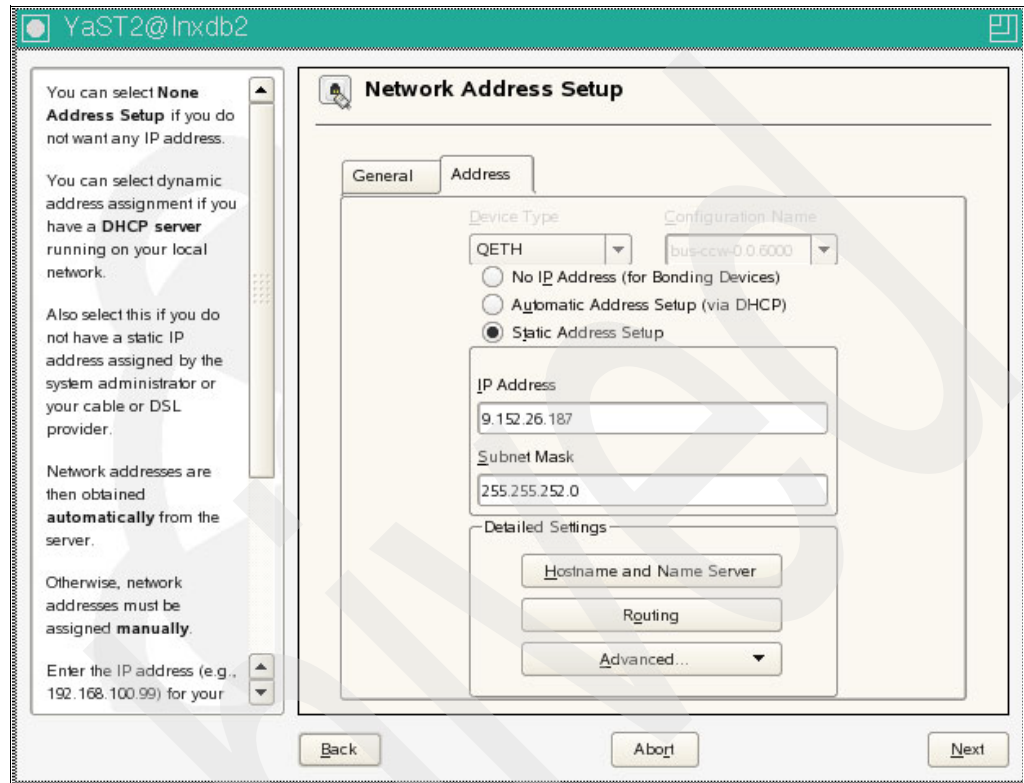 YaST2@lnxdb2
You can select None
Address Setup if you do
not want any IP address.
You can select dynamic
address assignment if you
have a DHCP server
running on your local
network.
Also select this if you do
not have a static IP
address assigned by the
system administrator or
your cable or DSL
provider.
Network addresses are
then obtained
automatically from the
server.
Otherwise, network
addresses must be
assigned manually.
Enter the IP address (e.g.,
192.168.100.99) for your
Network Address Setup
General Address
Device Type Configuration Name
QETH bus-ccw-0.0.6000
No IP Address (for Bonding Devices)
Automatic Address Setup (via DHCP)
Static Address Setup
IP Address
9.152.26.187
Subnet Mask
255.255.252.0
Detailed Settings
Hostname and Name Server
Routing
Advanced...
Back Abort Next